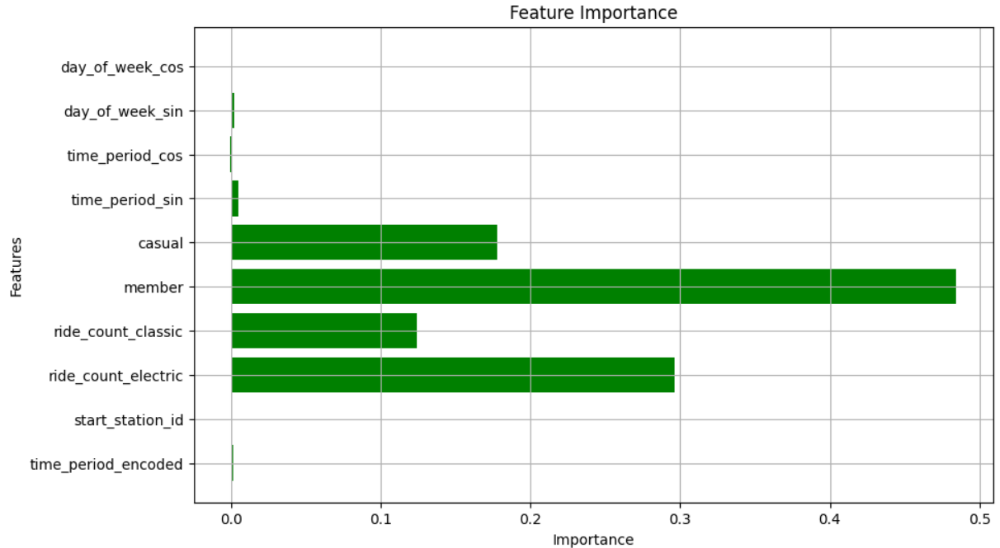 Feature Importance
day_of_week_cos
day_of_week_sin
time_period_cos
time_period_sin
casual
member
ride_count_classic
ride_count_electric
start_station_id
time_period_encoded
Features
0.0 0.1 0.2 0.3 0.4 0.5
Importance